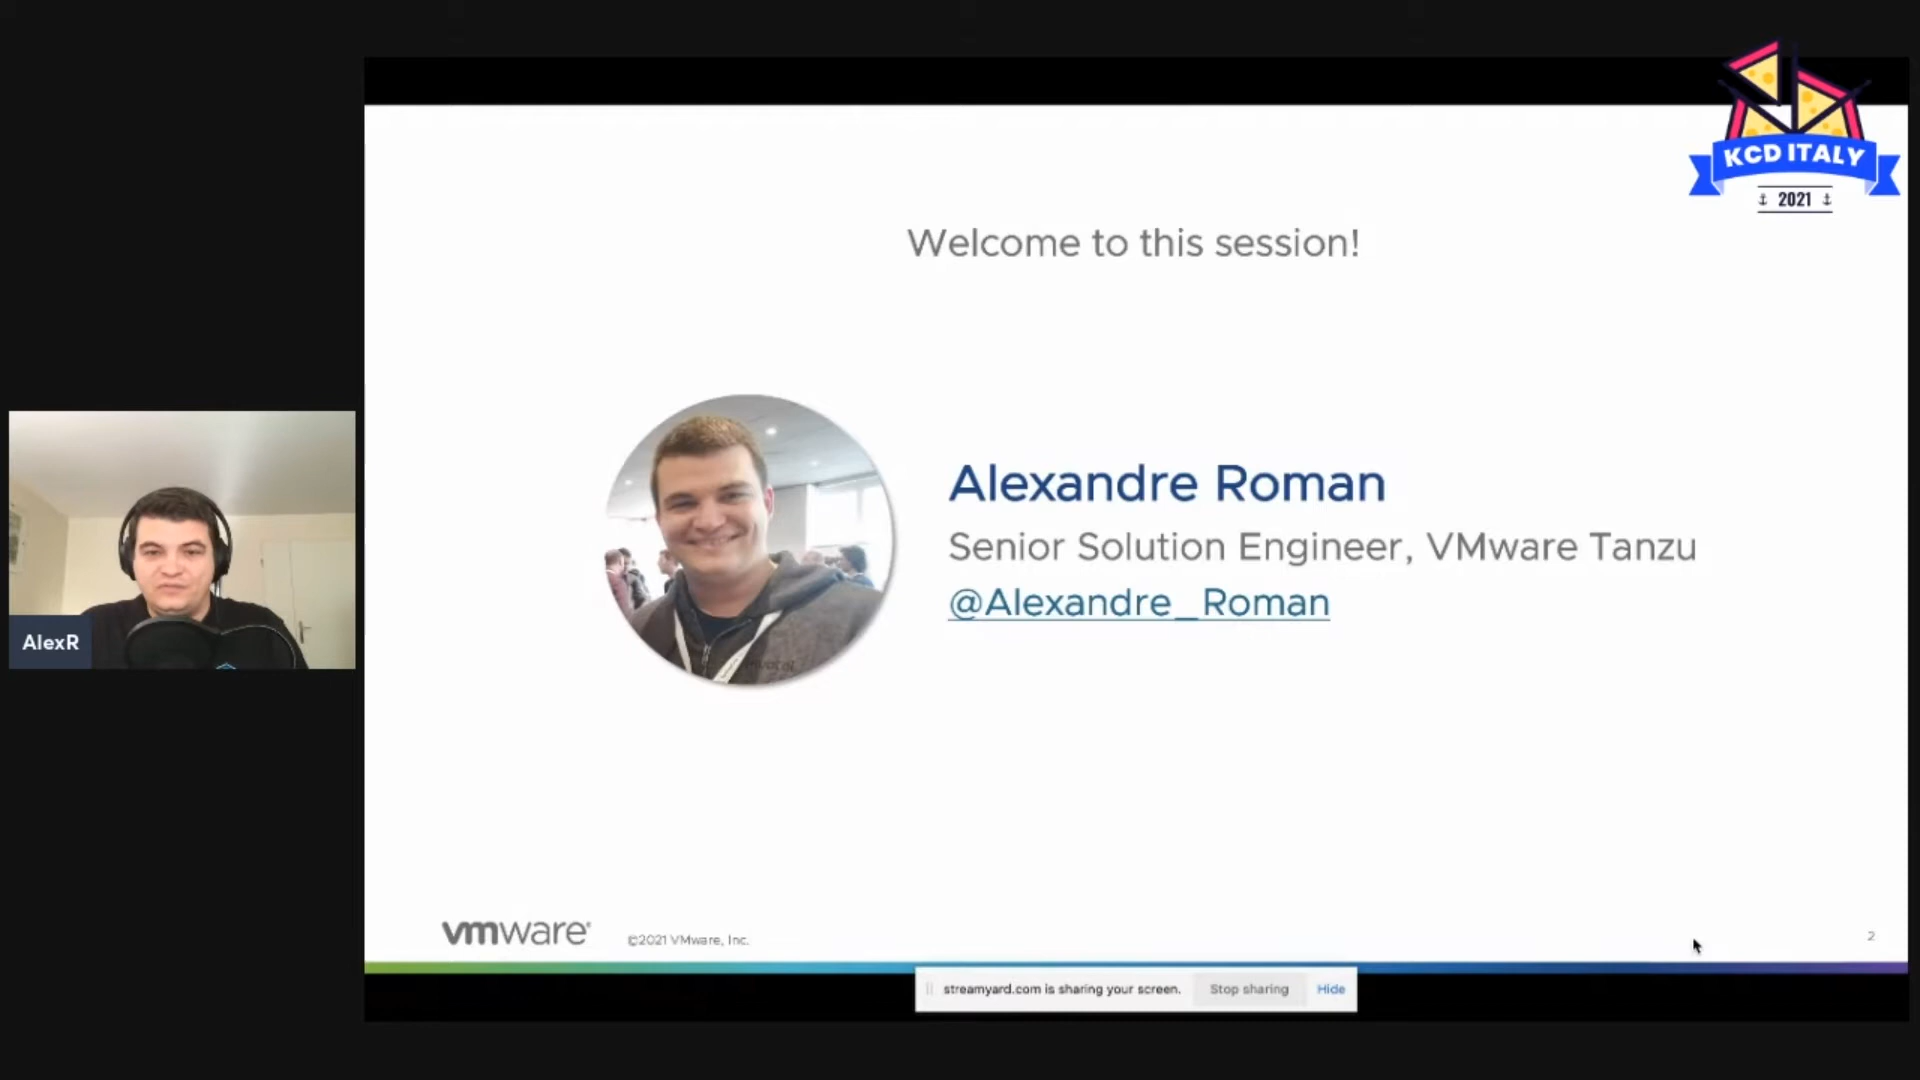 KCD ITALY
2021
Welcome to this session!
Alexandre Roman
Senior Solution Engineer, VMware Tanzu
@Alexandre_Roman
AlexR
vmware
©2021 VMware, Inc.
2
streamyard.com is sharing your screen.
Stop sharing
Hide